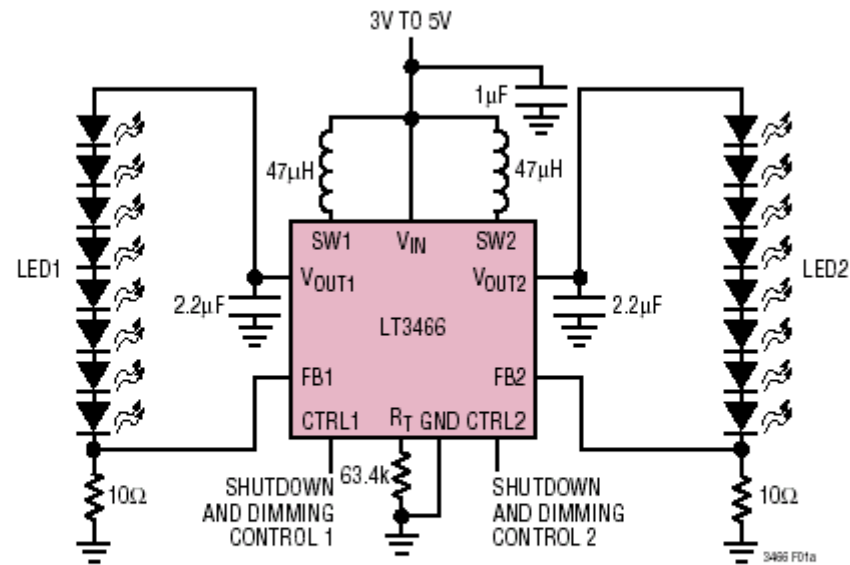 3V TO 5V
1µF
47µH
47µH
SW1
VIN
SW2
LED1
VOUT1
VOUT2
LED2
2.2µF
2.2µF
LT3466
FB1
FB2
CTRL1
RT
GND
CTRL2
63.4k
10Ω
SHUTDOWN
AND DIMMING
CONTROL 1
SHUTDOWN
AND DIMMING
CONTROL 2
10Ω
3466 F01a